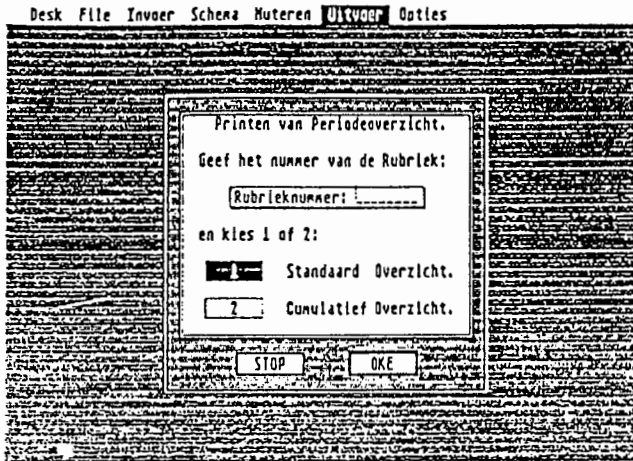 Desk File Invoer Schema Muteren Uitvoer Opties
Printen van Periodeoverzicht.
Geef het nummer van de Rubriek:
Rubrieknummer: ________
en kies 1 of 2:
1 Standaard Overzicht.
2 Cumulatief Overzicht.
STOP OKE